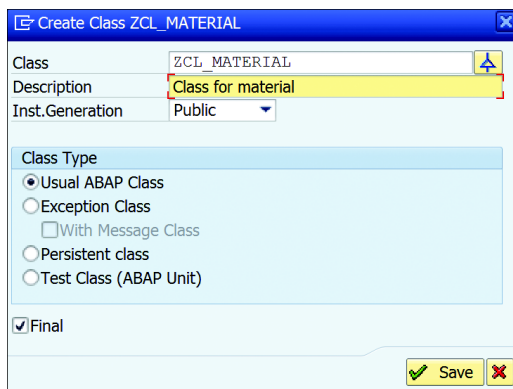 Create Class ZCL_MATERIAL
Class ZCL_MATERIAL
Description Class for material
Inst.Generation Public
Class Type
Usual ABAP Class
Exception Class
With Message Class
Persistent class
Test Class (ABAP Unit)
Final
Save